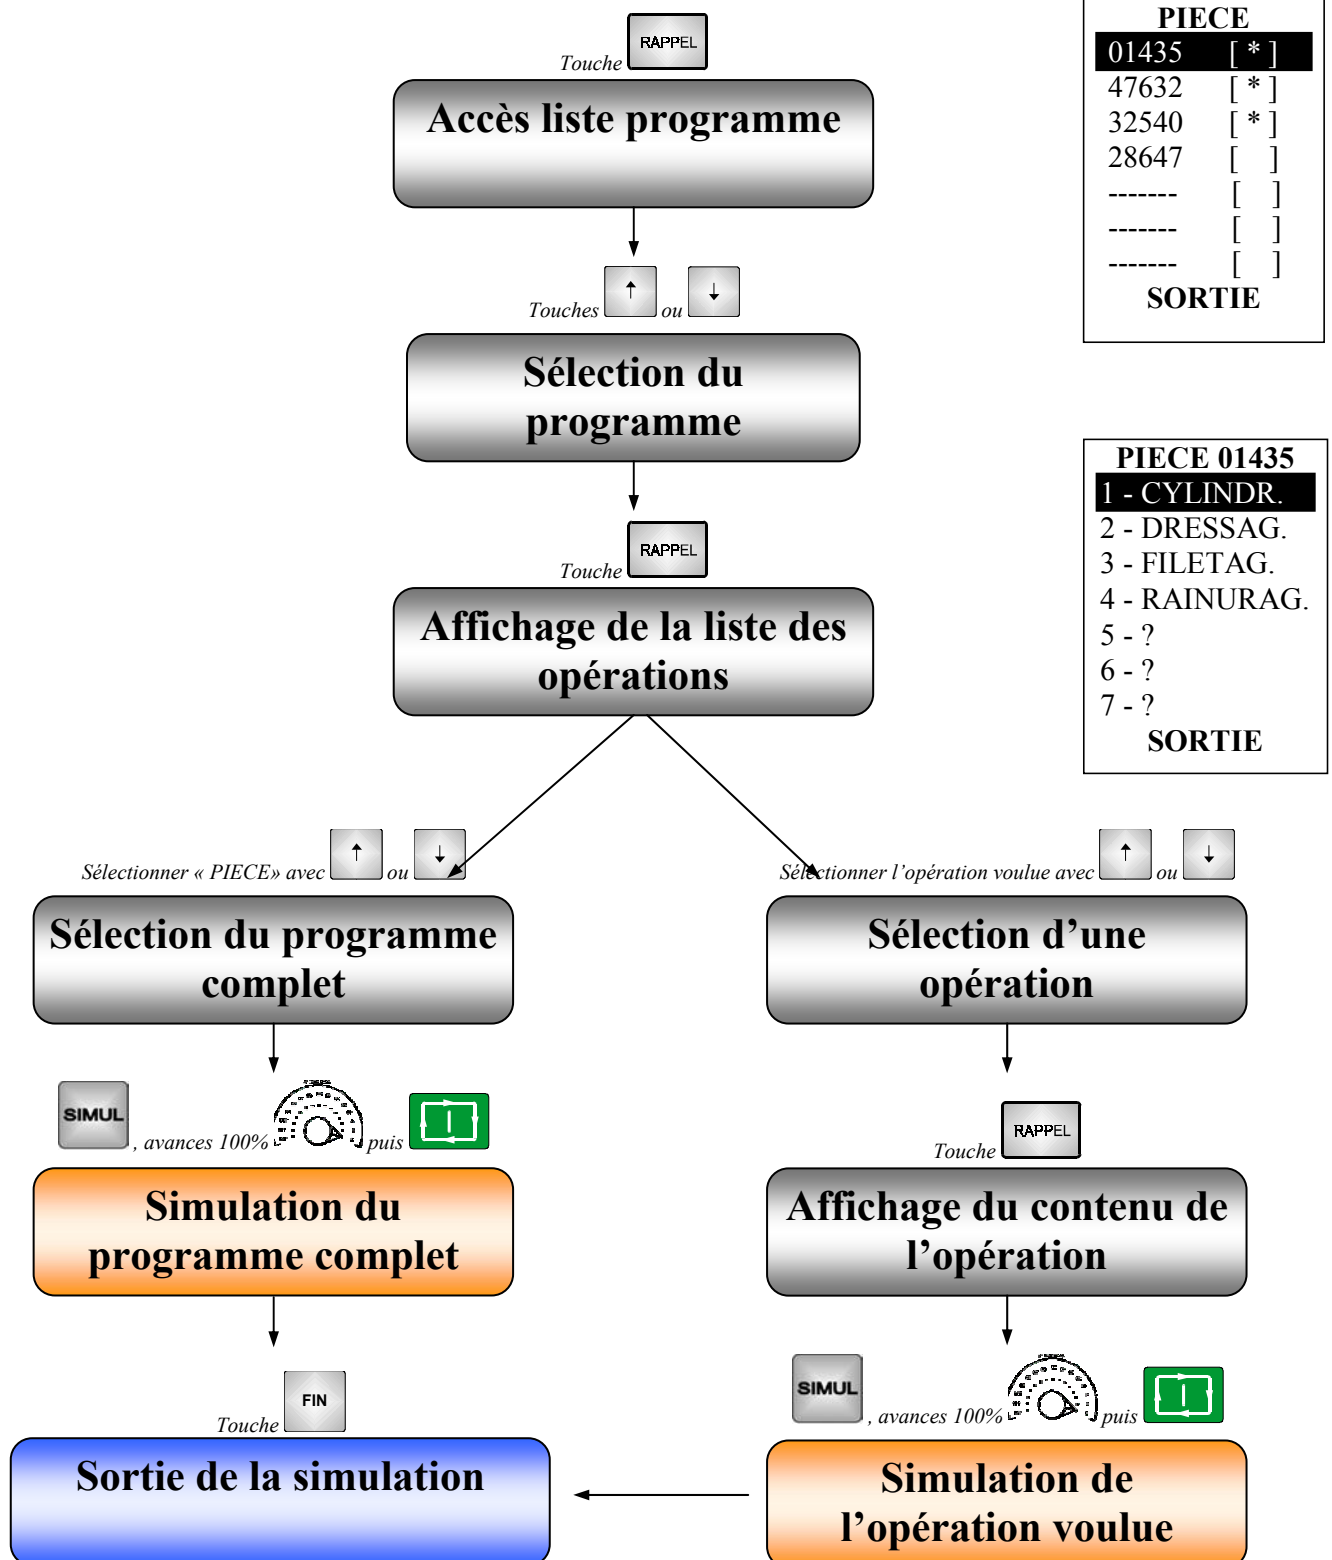 RAPPEL
Touche
Accès liste programme
PIECE
01435 [ * ]
47632 [ * ]
32540 [ * ]
28647 [ ]
------- [ ]
------- [ ]
------- [ ]
SORTIE
Touches ↑ ou ↓
Sélection du
programme
RAPPEL
Touche
Affichage de la liste des
opérations
PIECE 01435
1 - CYLINDR.
2 - DRESSAG.
3 - FILETAG.
4 - RAINURAG.
5 - ?
6 - ?
7 - ?
SORTIE
Sélectionner « PIECE» avec ↑ ou ↓
Sélection du programme
complet
SIMUL , avances 100% puis
Simulation du
programme complet
FIN
Touche
Sortie de la simulation
Sélectionner l’opération voulue avec ↑ ou ↓
Sélection d’une
opération
RAPPEL
Touche
Affichage du contenu de
l’opération
SIMUL , avances 100% puis
Simulation de
l’opération voulue